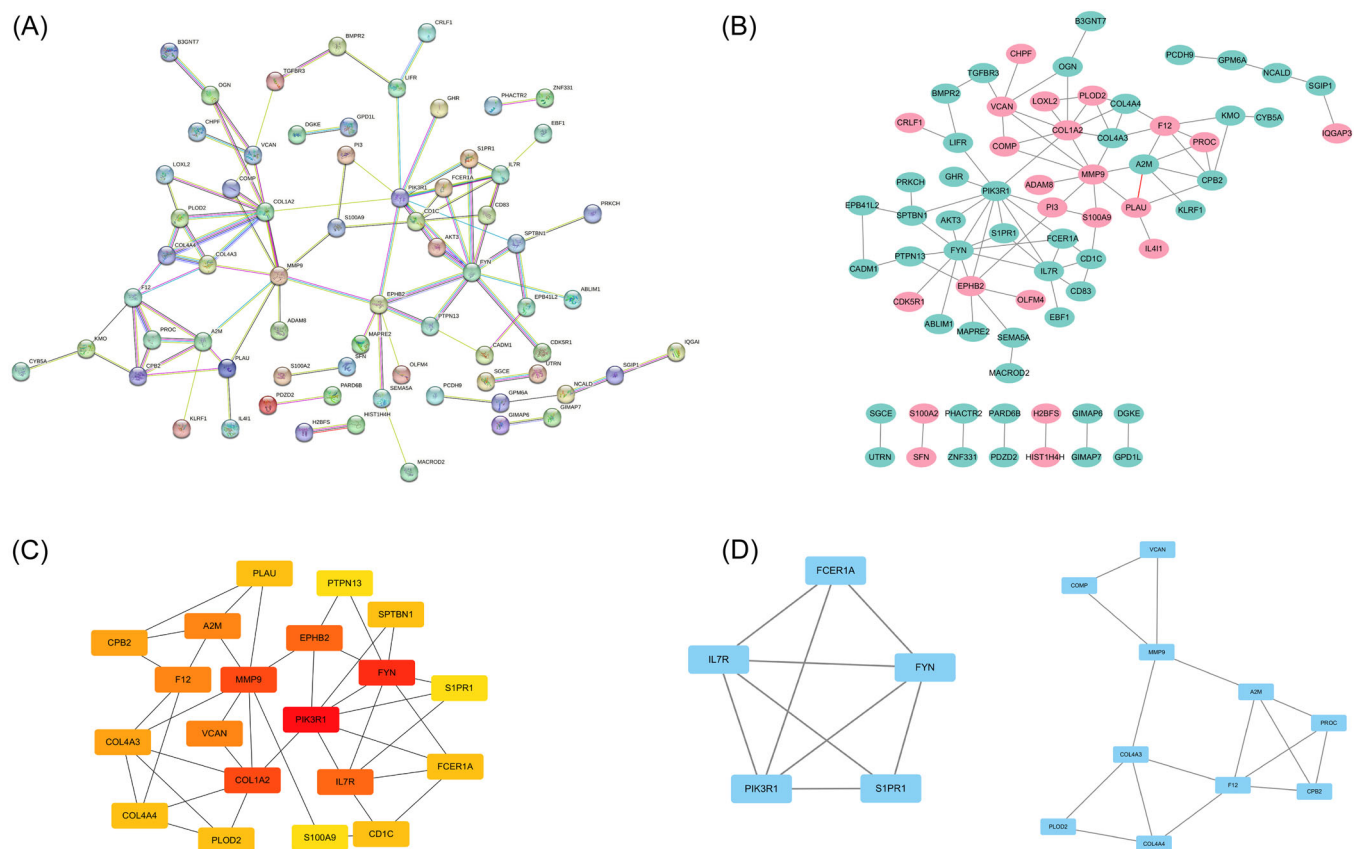 (A)
CRLF1
BMPR2
B3GNT7
TGFBR3
LIFR
OGN
ZNF331
PHACTR2
GHR
DGKE
GPD1L
CHPF
EBF1
VCAN
PI3
S1PR1
IL7R
LOXL2
COMP
PIK3R1
FCER1A
PLOD2
COL1A2
CD1C
CD83
PRKCH
S100A9
COL4A4
AKT3
SPTBN1
COL4A3
MMP9
FYN
F12
EPHB2
EPB41L2
ABLIM1
PROC
A2M
ADAM8
PTPN13
KMO
MAPRE2
CADM1
CDK5R1
CYB5A
CPB2
PLAU
S100A2
SFN
OLFM4
SGCE
UTRN
SGIP1
IQGAI
PDZD2
PARD6B
SEMA5A
PCDH9
GPM6A
NCALD
KLRF1
IL4I1
H2BFS
HIST1H4H
GIMAP6
GIMAP7
MACROD2
(B)
B3GNT7
CHPF
OGN
PCDH9
GPM6A
NCALD
SGIP1
IQGAP3
TGFBR3
BMPR2
VCAN
LOXL2
PLOD2
COL4A4
CRLF1
COL1A2
COL4A3
F12
KMO
CYB5A
LIFR
COMP
PROC
A2M
MMP9
CPB2
GHR
PIK3R1
ADAM8
PRKCH
PI3
S100A9
PLAU
KLRF1
EPB41L2
SPTBN1
AKT3
S1PR1
FCER1A
IL4I1
FYN
CD1C
PTPN13
IL7R
CADM1
EPHB2
CD83
CDK5R1
OLFM4
EBF1
ABLIM1
MAPRE2
SEMA5A
MACROD2
SGCE
S100A2
PHACTR2
PARD6B
H2BFS
GIMAP6
DGKE
UTRN
SFN
ZNF331
PDZD2
HIST1H4H
GIMAP7
GPD1L
(C)
PLAU
PTPN13
SPTBN1
A2M
CPB2
EPHB2
F12
MMP9
FYN
S1PR1
PIK3R1
VCAN
COL4A3
FCER1A
COL1A2
IL7R
COL4A4
PLOD2
S100A9
CD1C
(D)
FCER1A
IL7R
FYN
PIK3R1
S1PR1
VCAN
COMP
MMP9
A2M
PROC
COL4A3
F12
CPB2
PLOD2
COL4A4